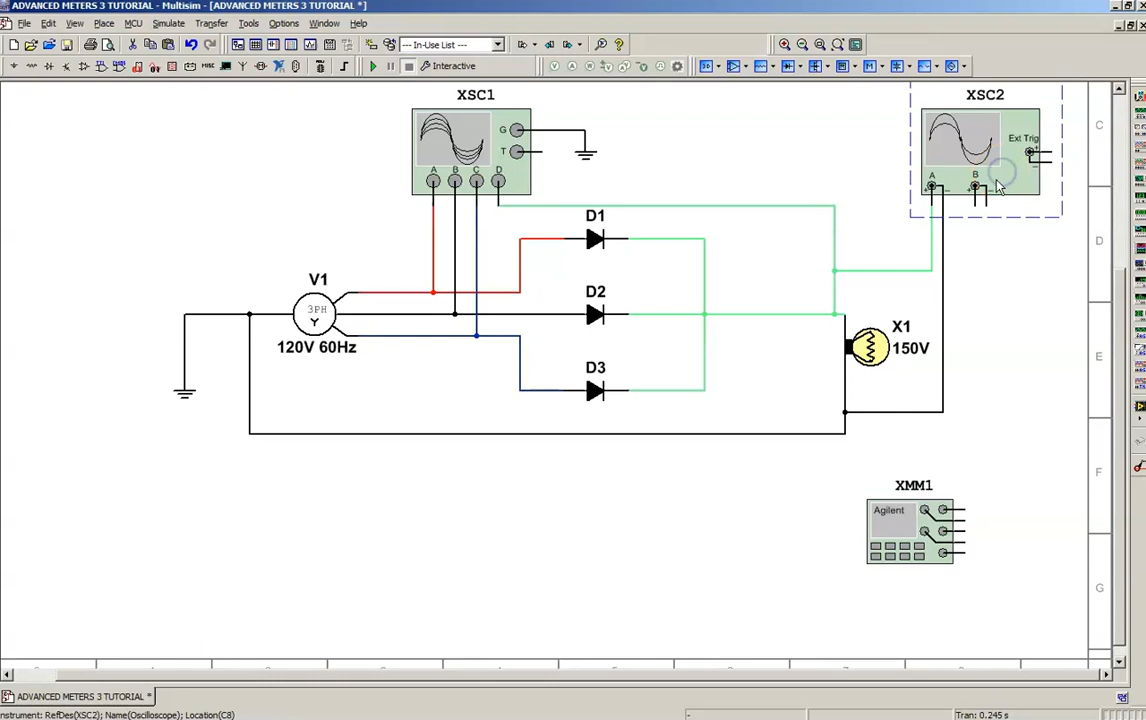 ADVANCED METERS 3 TUTORIAL - Multisim - [ADVANCED METERS 3 TUTORIAL *]
File Edit View Place MCU Simulate Transfer Tools Options Window Help
--- In-Use List ---
Interactive
XSC1
XSC2
G
T
A B C D
Ext Trig
A
B
D1
V1
3PH
Y
120V 60Hz
D2
X1
150V
D3
XMM1
Agilent
C
D
E
F
G
ADVANCED METERS 3 TUTORIAL *
nstrument: RefDes(XSC2); Name(Oscilloscope); Location(C8)
-
Tran: 0.245 s